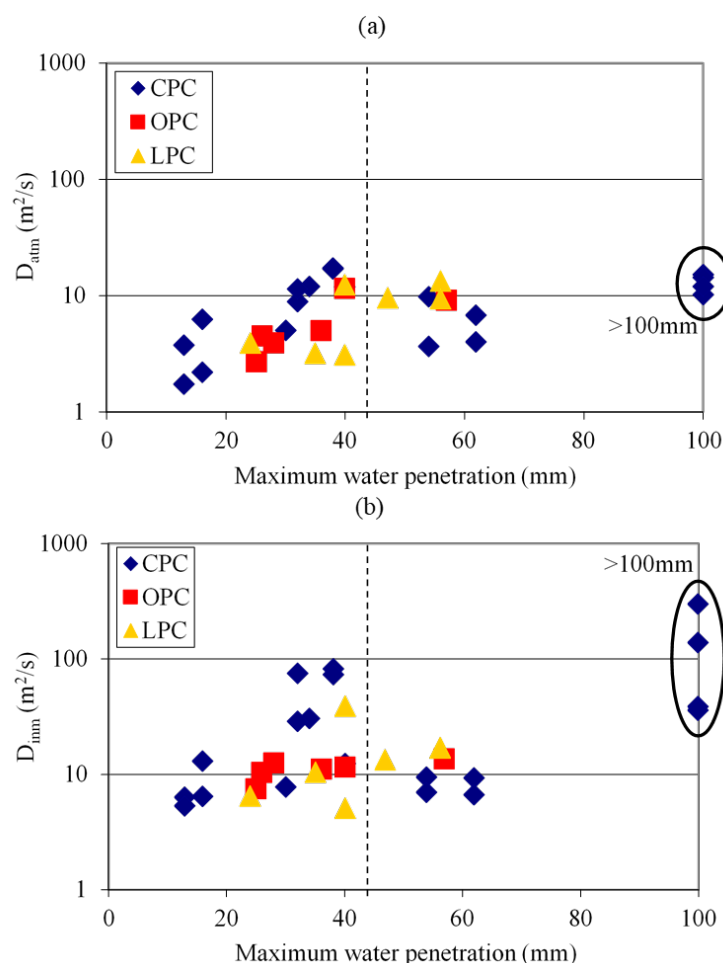 (a)
1000
100
10
1
D_atm (m²/s)
CPC
OPC
LPC
>100mm
0 20 40 60 80 100
Maximum water penetration (mm)
(b)
1000
100
10
1
D_inm (m²/s)
CPC
OPC
LPC
>100mm
0 20 40 60 80 100
Maximum water penetration (mm)